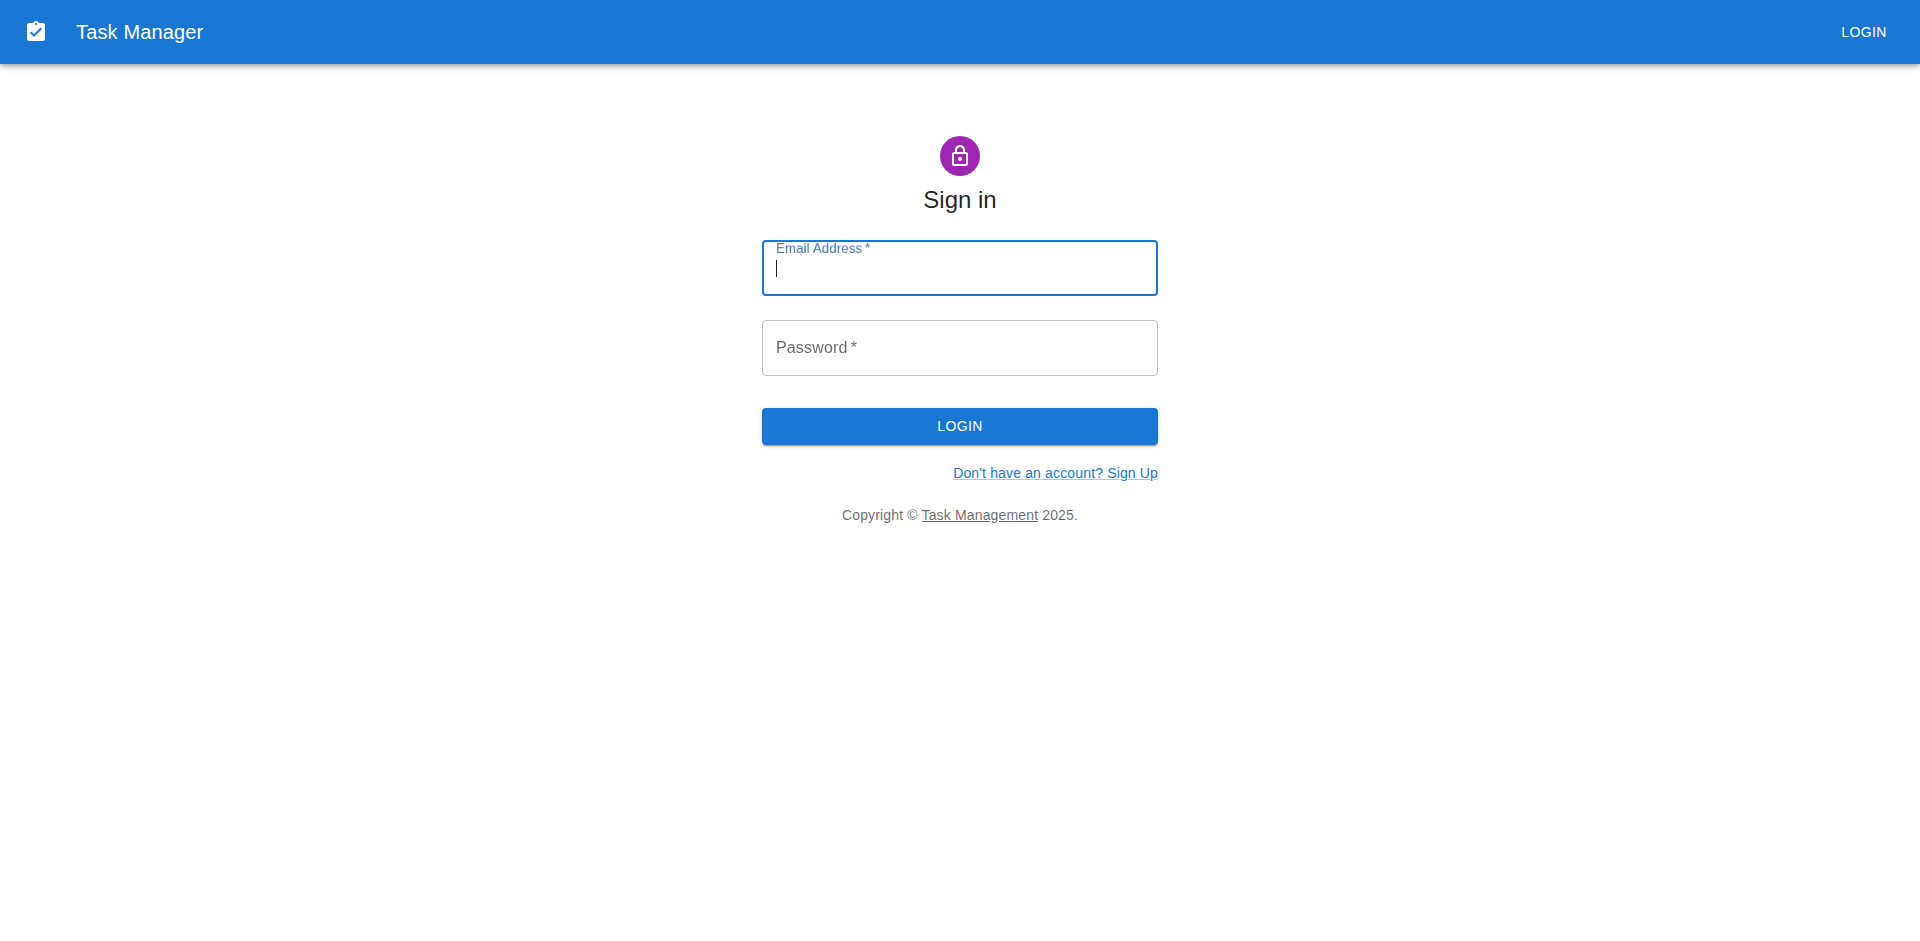 Task Manager
LOGIN
Sign in
Email Address *
Password *
LOGIN
Don't have an account? Sign Up
Copyright © Task Management 2025.